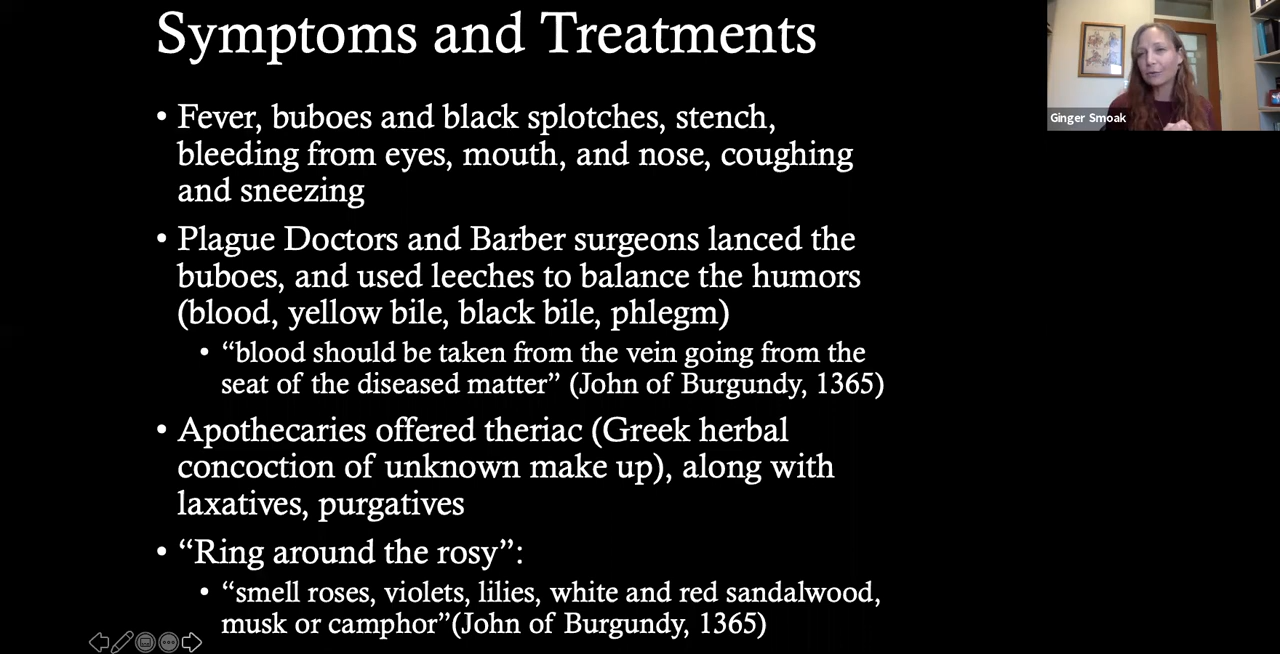 Symptoms and Treatments
• Fever, buboes and black splotches, stench,
bleeding from eyes, mouth, and nose, coughing
and sneezing
• Plague Doctors and Barber surgeons lanced the
buboes, and used leeches to balance the humors
(blood, yellow bile, black bile, phlegm)
• “blood should be taken from the vein going from the
seat of the diseased matter” (John of Burgundy, 1365)
• Apothecaries offered theriac (Greek herbal
concoction of unknown make up), along with
laxatives, purgatives
• “Ring around the rosy”:
• “smell roses, violets, lilies, white and red sandalwood,
musk or camphor”(John of Burgundy, 1365)
Ginger Smoak